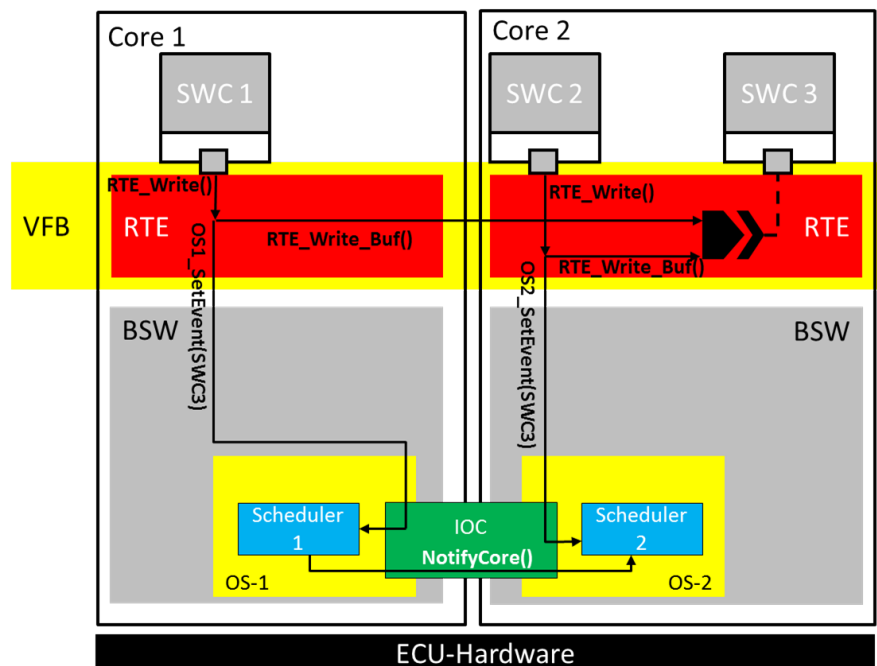 Core 1
Core 2
SWC 1
SWC 2
SWC 3
RTE_Write()
RTE_Write()
VFB
RTE
RTE_Write_Buf()
RTE
RTE_Write_Buf()
OS1_SetEvent(SWC3)
OS2_SetEvent(SWC3)
BSW
BSW
Scheduler
1
IOC
NotifyCore()
Scheduler
2
OS-1
OS-2
ECU-Hardware